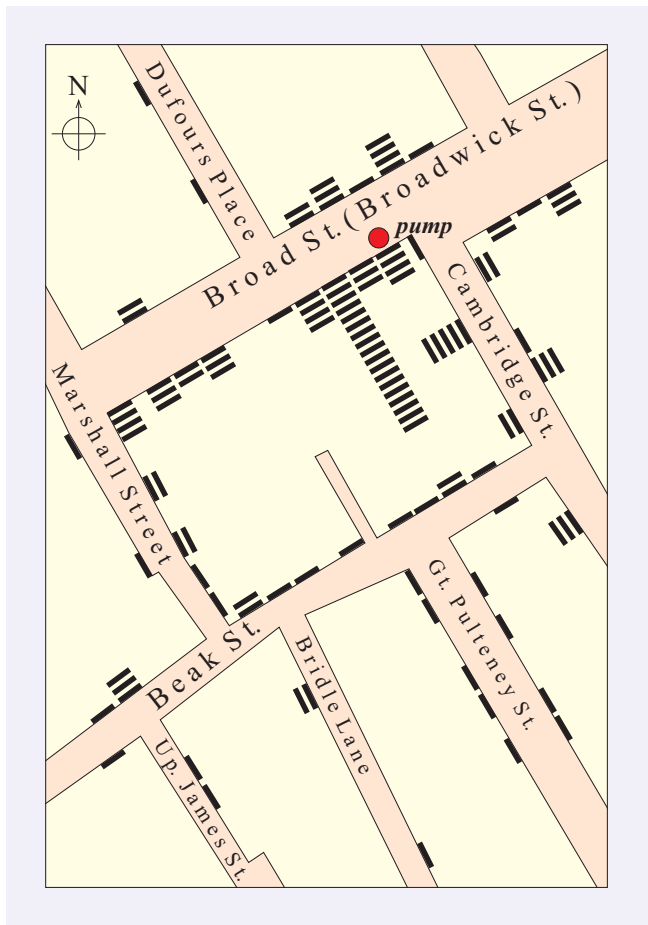 N
Dufours Place
Broad St. (Broadwick St.)
pump
Cambridge St.
Marshall Street
Beak St.
Gt. Pulteney St.
Bridle Lane
Up. James St.